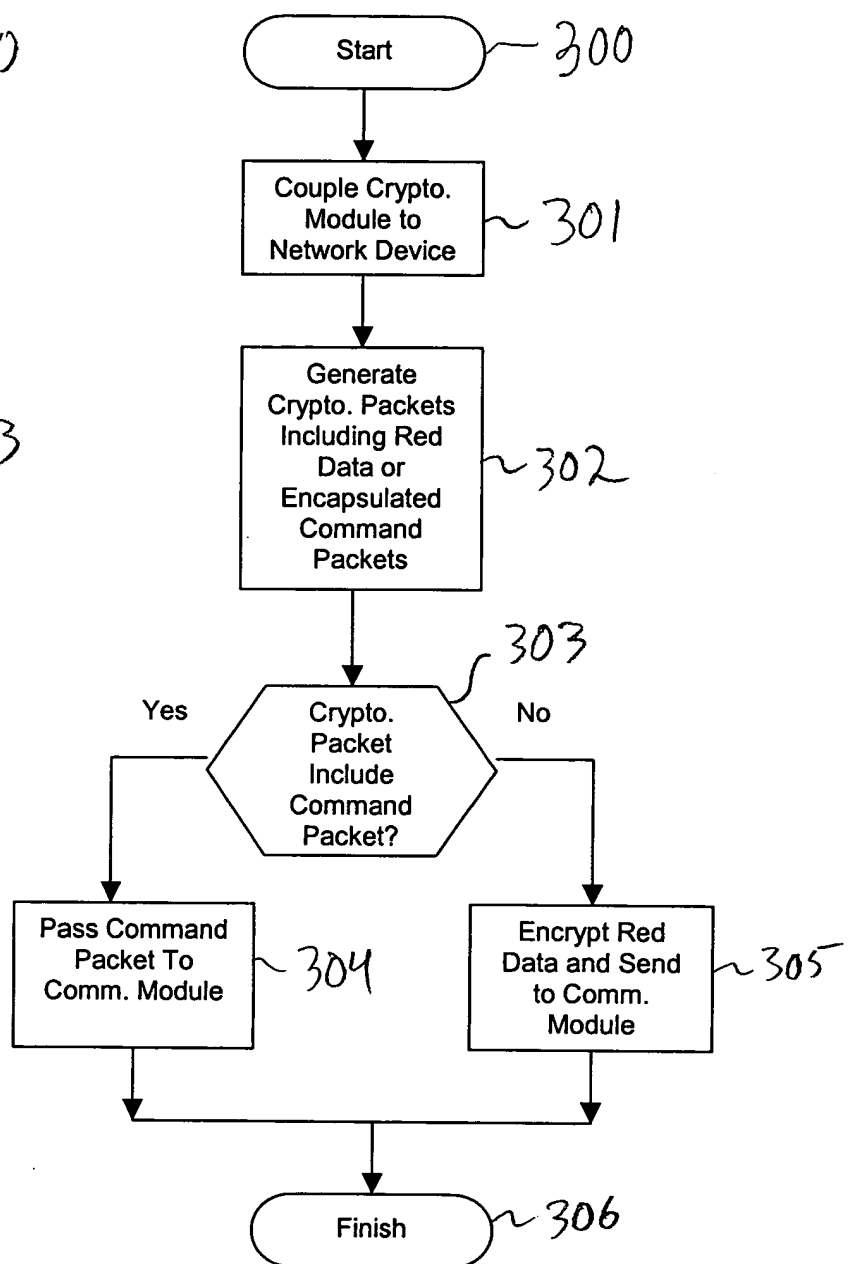 Start
300
Couple Crypto.
Module to
Network Device
301
Generate
Crypto. Packets
Including Red
Data or
Encapsulated
Command
Packets
302
303
Yes
Crypto.
Packet
Include
Command
Packet?
No
Pass Command
Packet To
Comm. Module
304
Encrypt Red
Data and Send
to Comm.
Module
305
Finish
306